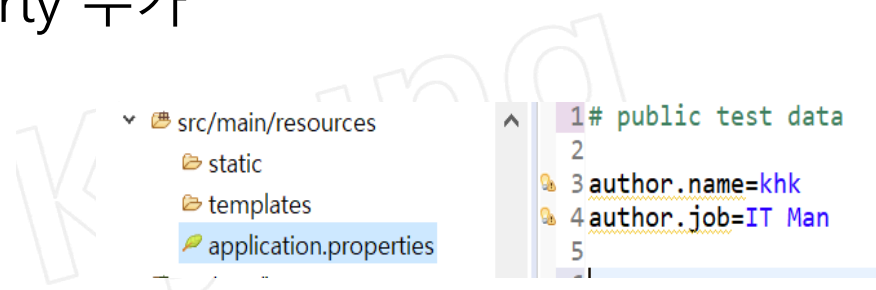 rty 추가
src/main/resources
static
templates
application.properties
1 # public test data
2
3 author.name=khk
4 author.job=IT Man
5